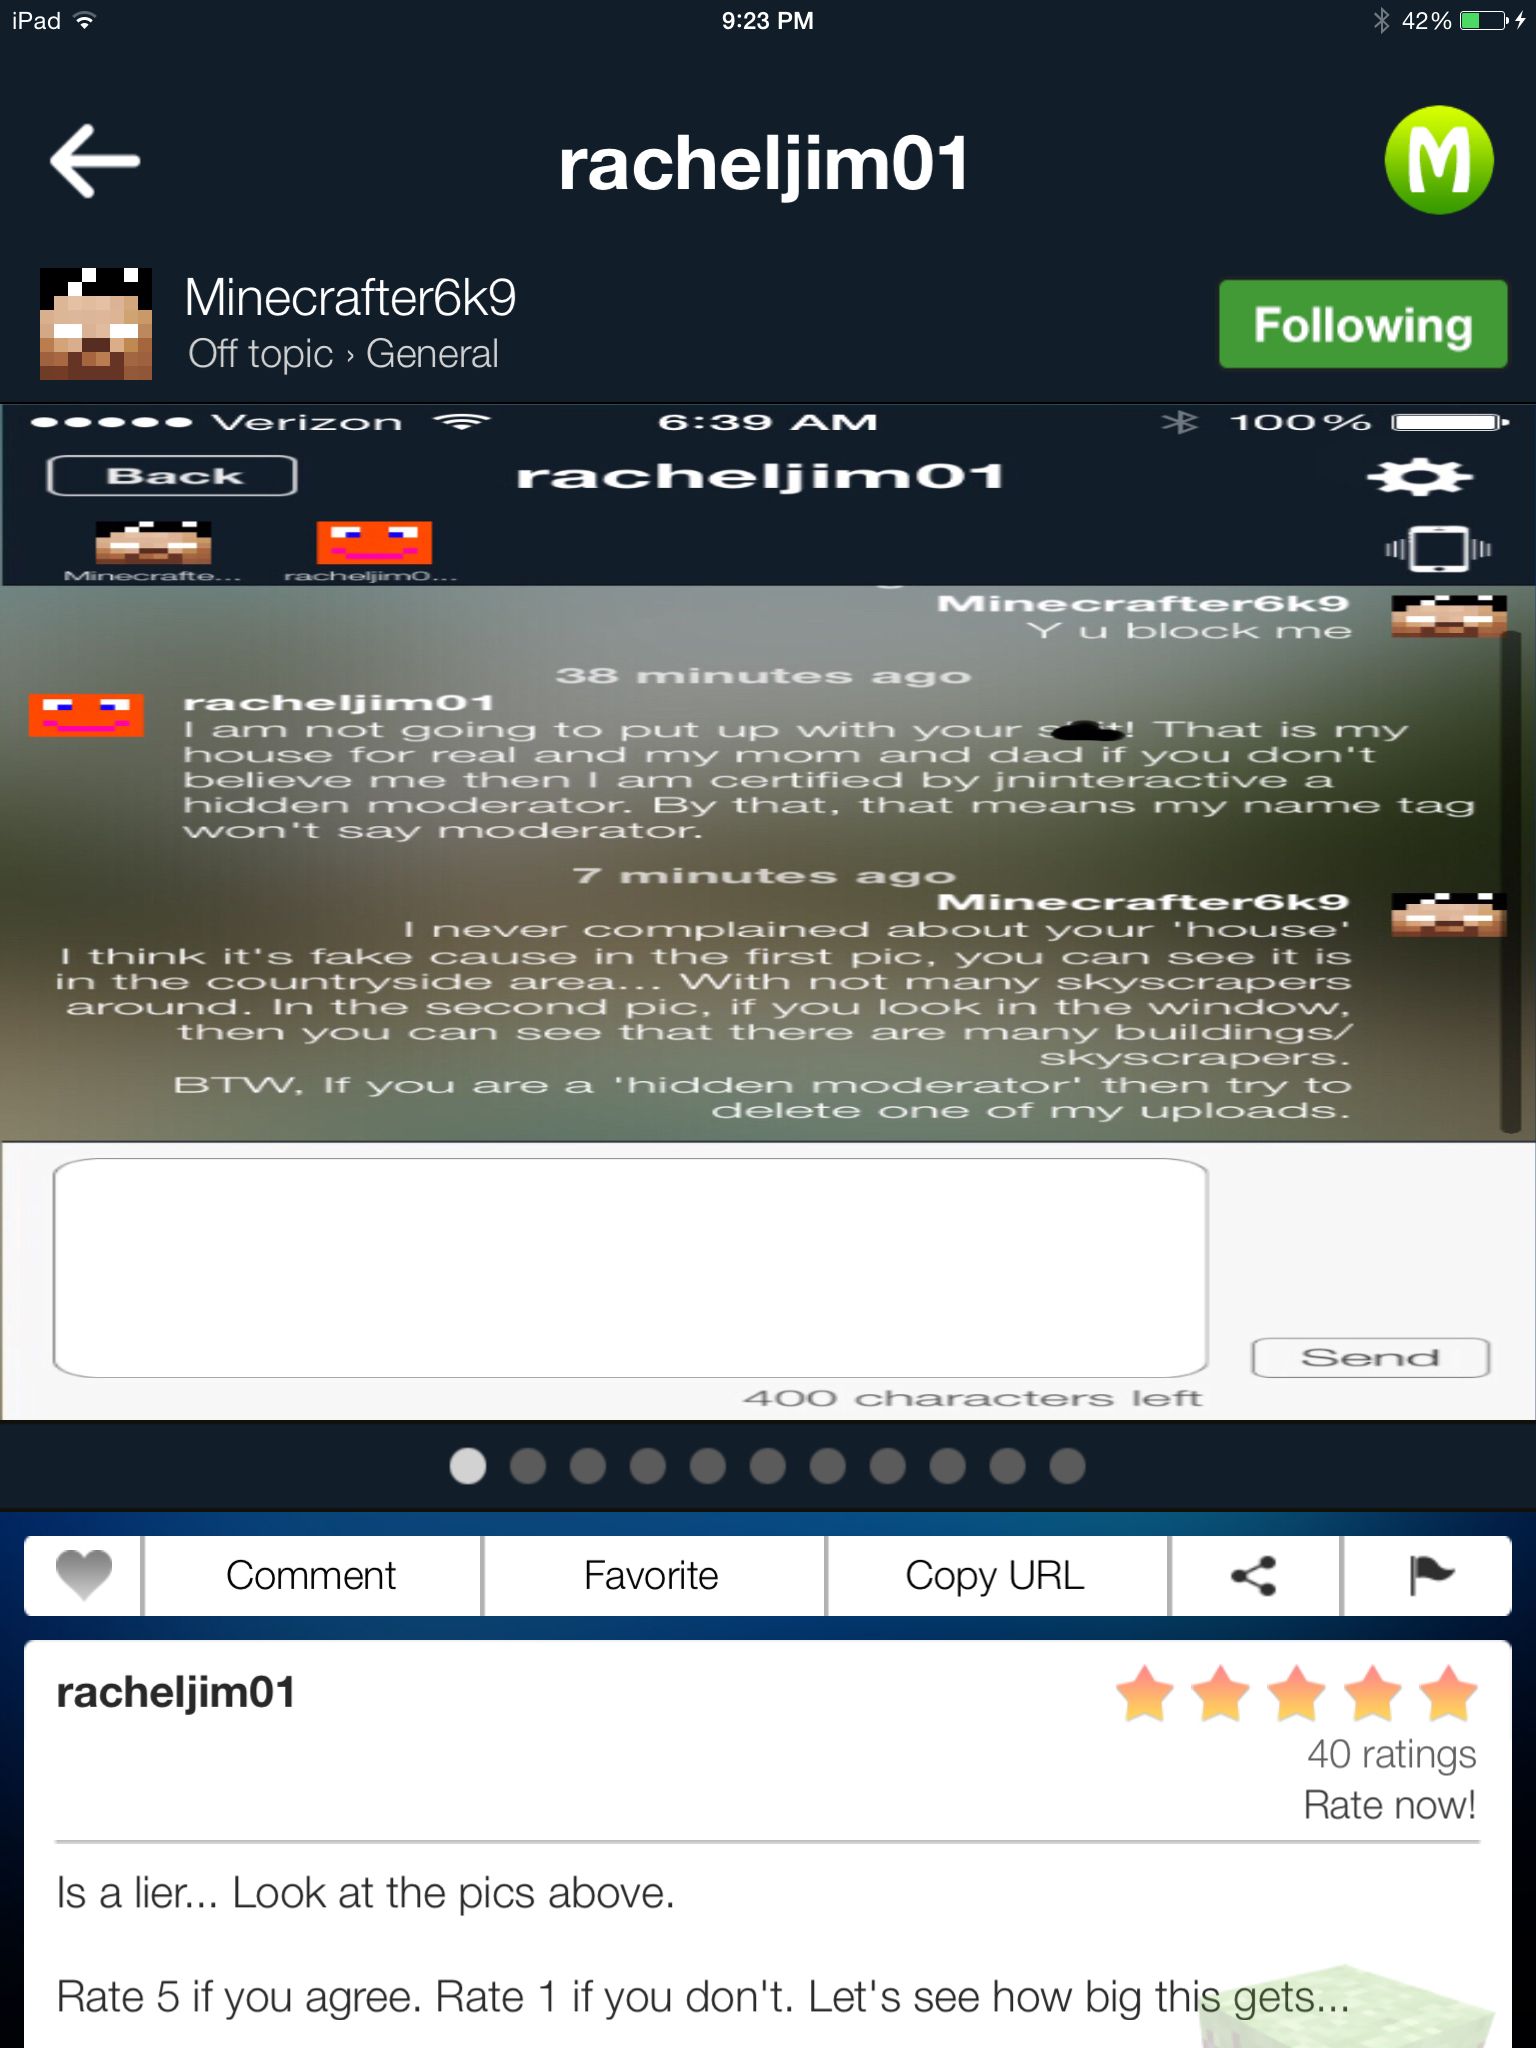 iPad 9:23 PM 42%
racheljim01
M
Minecrafter6k9
Off topic › General
Following
Verizon 6:39 AM 100%
Back racheljim01
Minecrafte... racheljim0...
Minecrafter6k9
Y u block me
38 minutes ago
racheljim01
I am not going to put up with your s it! That is my
house for real and my mom and dad if you don't
believe me then I am certified by jninteractive a
hidden moderator. By that, that means my name tag
won't say moderator.
7 minutes ago
Minecrafter6k9
I never complained about your 'house'
I think it's fake cause in the first pic, you can see it is
in the countryside area... With not many skyscrapers
around. In the second pic, if you look in the window,
then you can see that there are many buildings/
skyscrapers.
BTW, If you are a 'hidden moderator' then try to
delete one of my uploads.
Send
400 characters left
Comment Favorite Copy URL
racheljim01
40 ratings
Rate now!
Is a lier... Look at the pics above.
Rate 5 if you agree. Rate 1 if you don't. Let's see how big this gets...